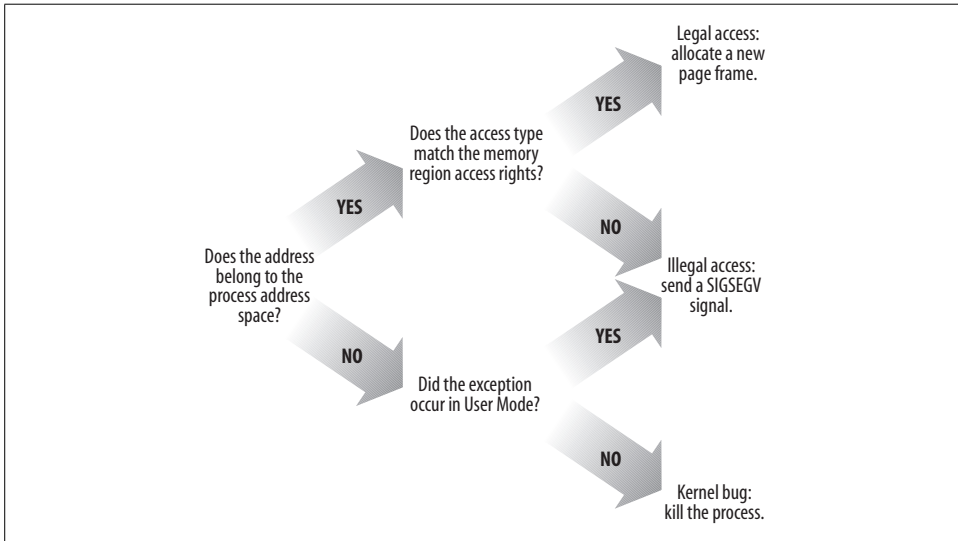 Legal access:
allocate a new
page frame.
YES
Does the access type
match the memory
region access rights?
YES
NO
Does the address
belong to the
process address
space?
Illegal access:
send a SIGSEGV
signal.
NO
YES
Did the exception
occur in User Mode?
NO
Kernel bug:
kill the process.